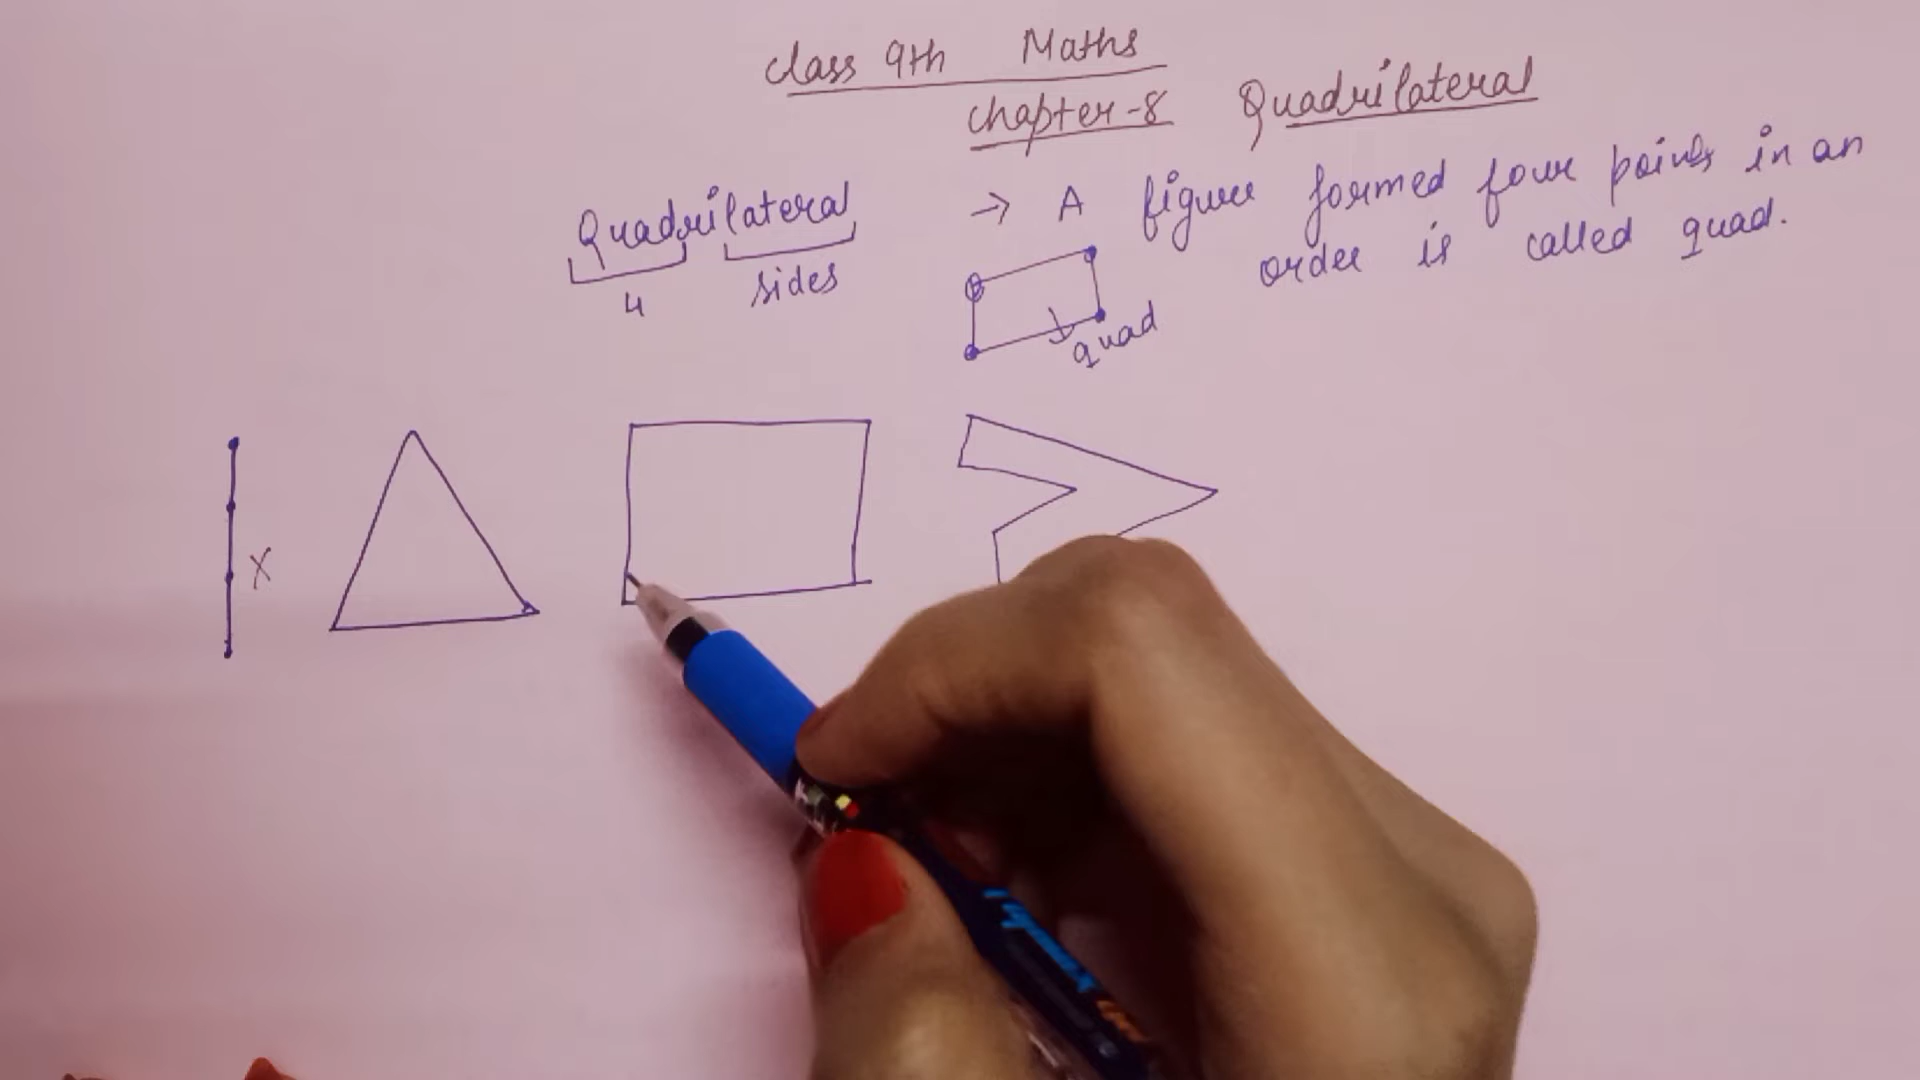 Class 9th Maths
Chapter-8 Quadrilateral
Quadrilateral
4 sides
→ A figure formed four points in an
order is called quad.
quad
X